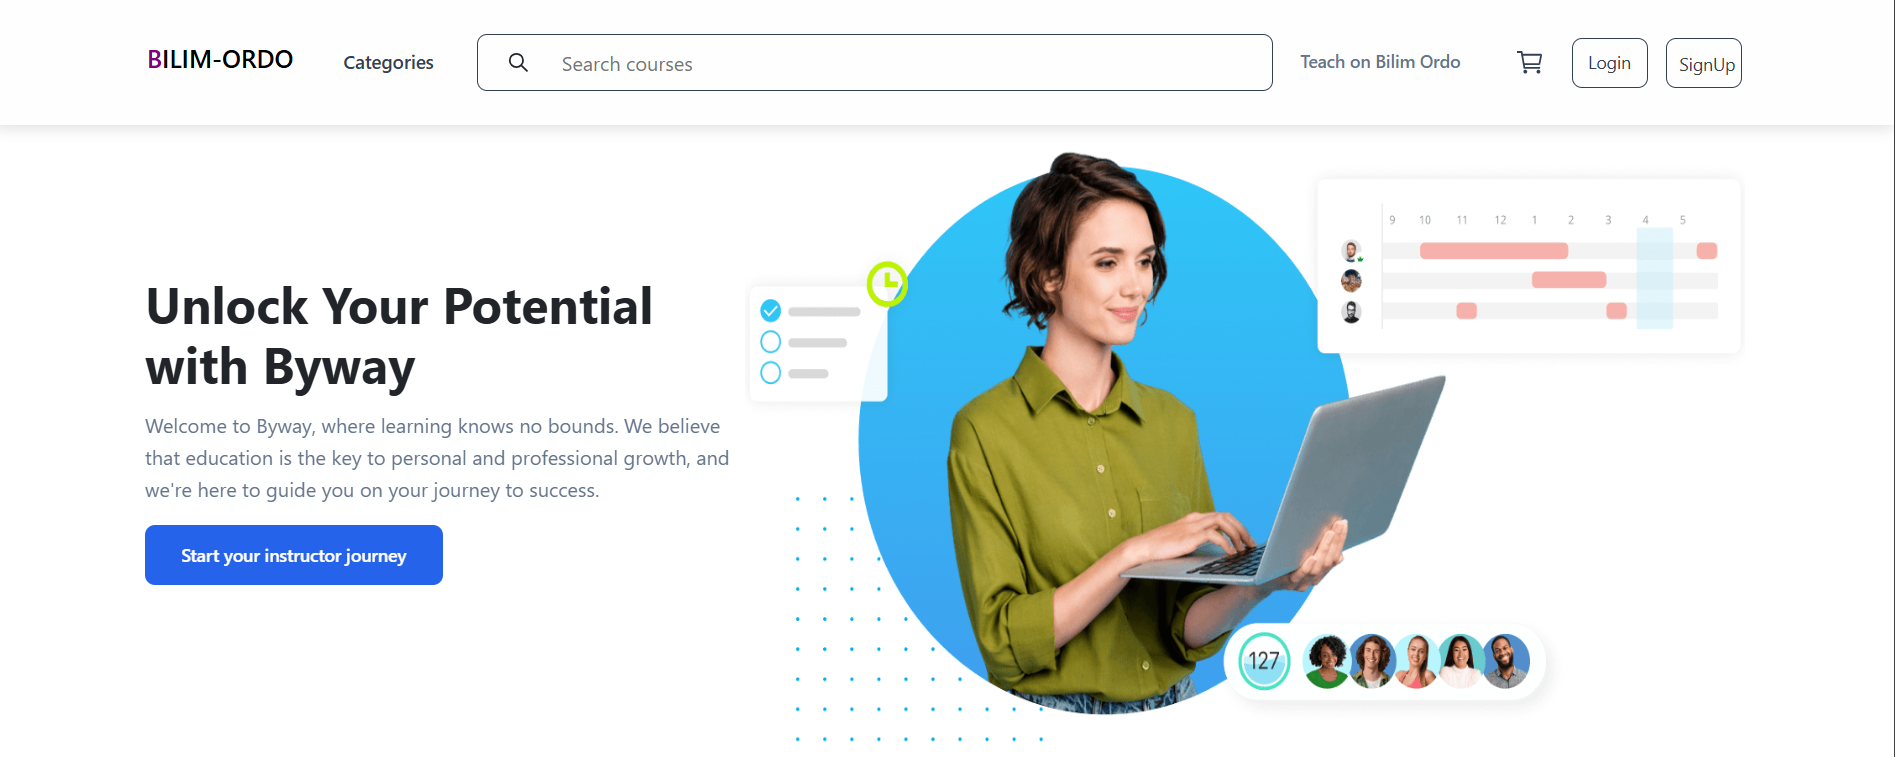 BILIM-ORDO
Categories
Search courses
Teach on Bilim Ordo
Login
SignUp
9 10 11 12 1 2 3 4 5
Unlock Your Potential
with Byway
Welcome to Byway, where learning knows no bounds. We believe
that education is the key to personal and professional growth, and
we're here to guide you on your journey to success.
Start your instructor journey
127